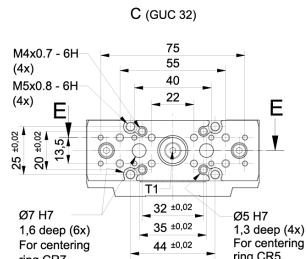 C (GUC 32)
M4x0.7 - 6H
(4x)
M5x0.8 - 6H
(4x)
75
55
40
22
E
E
25 ±0,02
20 ±0,02
13,5
T1
Ø7 H7
1,6 deep (6x)
For centering
ring CR7
32 ±0,02
35 ±0,02
44 ±0,02
Ø5 H7
1,3 deep (4x)
For centering
ring CR5